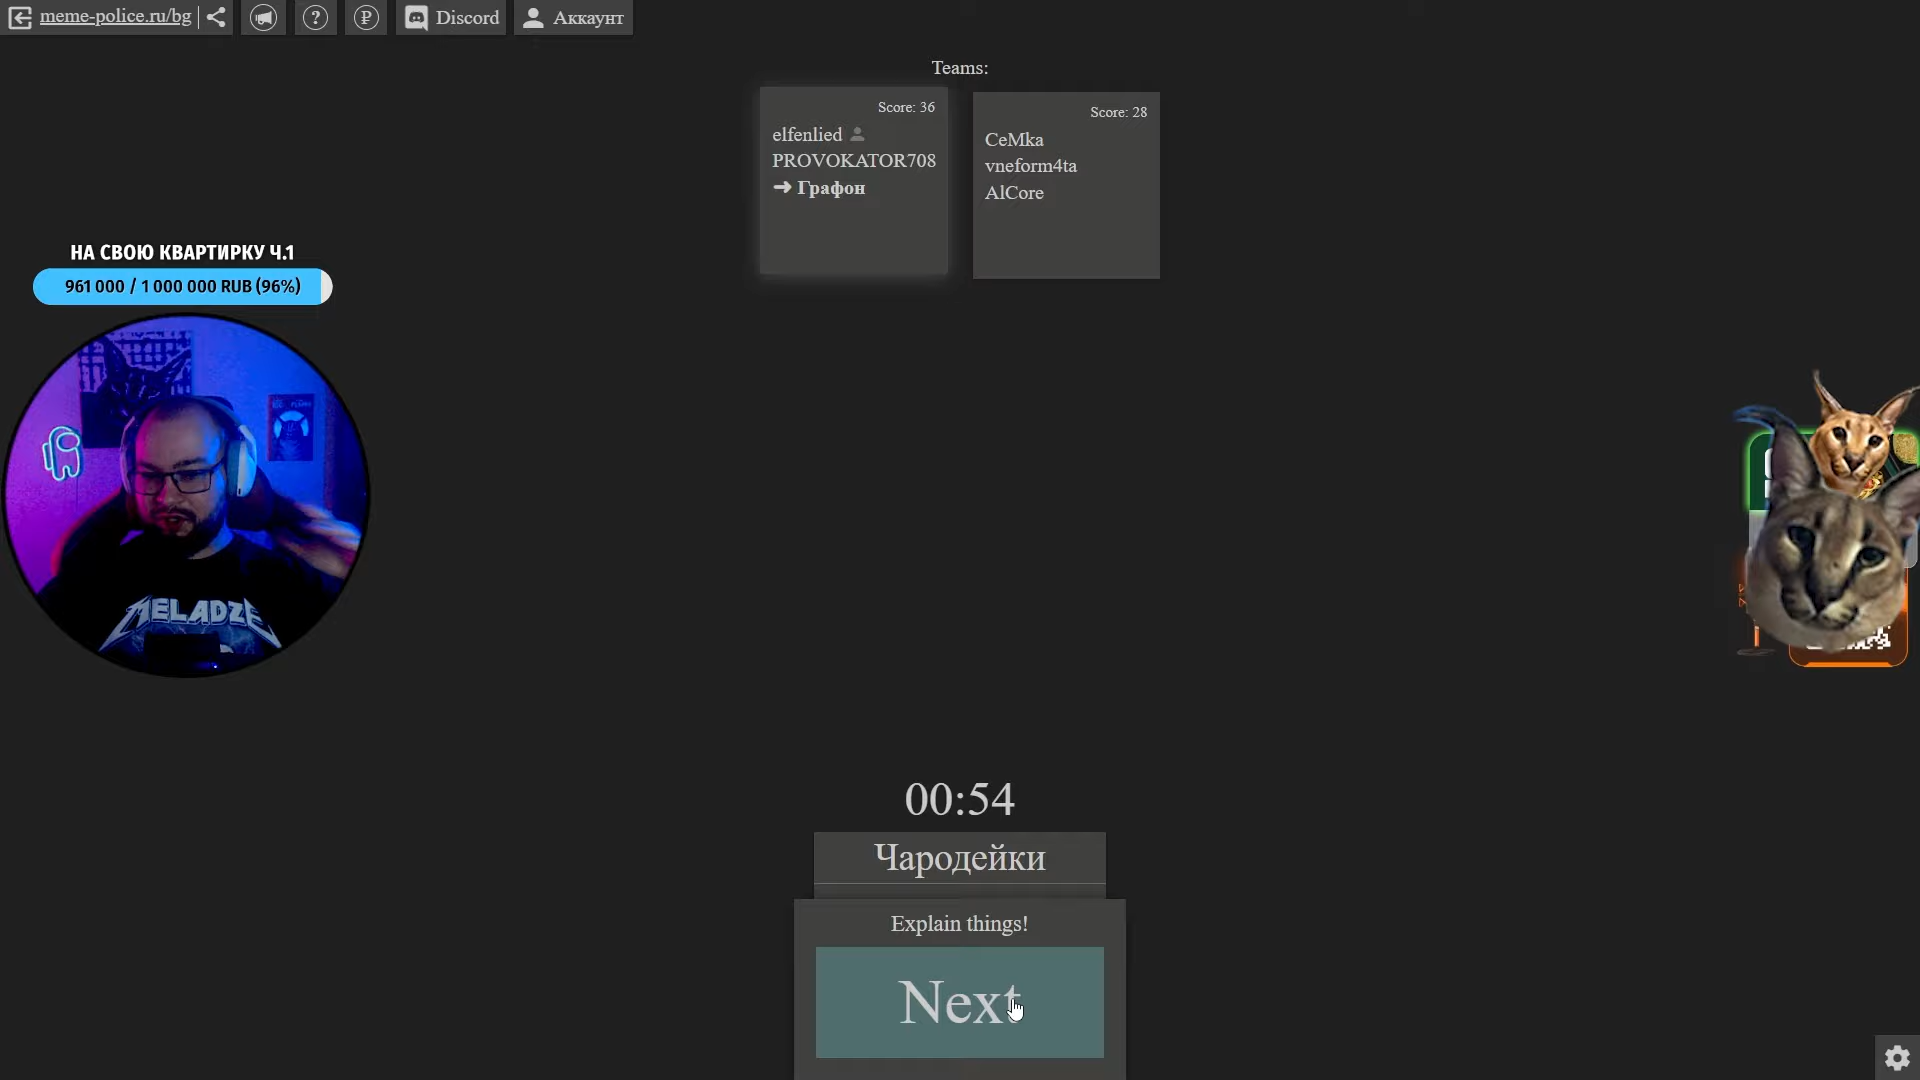 meme-police.ru/bg
Discord
Аккаунт
Teams:
Score: 36
elfenlied
PROVOKATOR708
➜ Графон
Score: 28
CeMka
vneform4ta
AlCore
НА СВОЮ КВАРТИРКУ Ч.1
961 000 / 1 000 000 RUB (96%)
MELADZE
00:54
Чародейки
Explain things!
Next